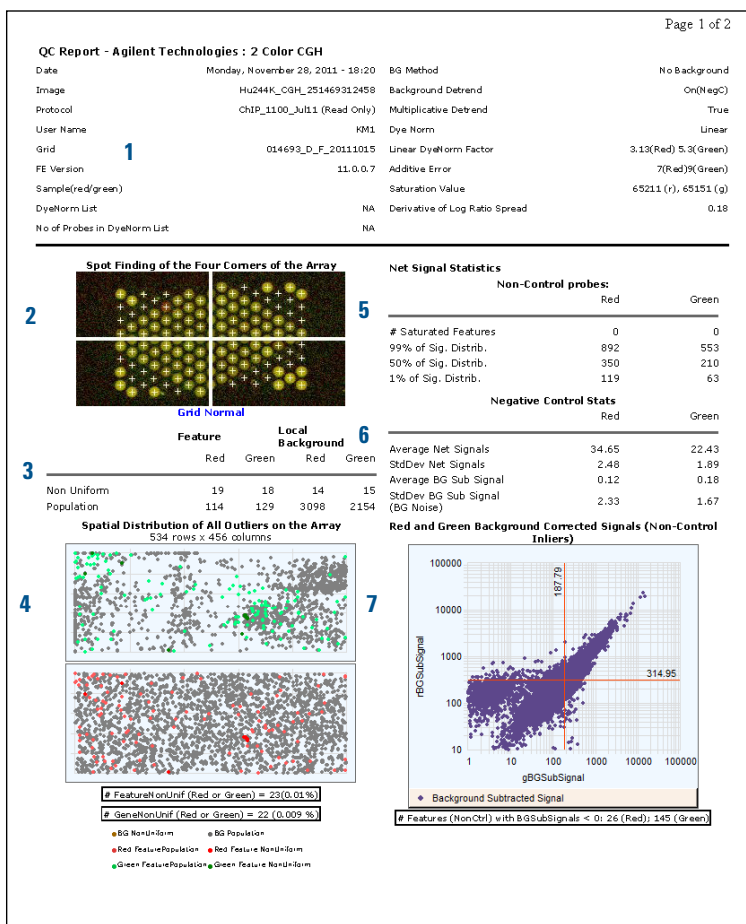 Page 1 of 2
QC Report - Agilent Technologies : 2 Color CGH
Date Monday, November 28, 2011 - 18:20 BG Method No Background
Image Hu244K_CGH_251469312458 Background Detrend On(NegC)
Protocol ChIP_1100_Jul11 (Read Only) Multiplicative Detrend True
User Name KM1 Dye Norm Linear
1 Grid 014693_D_F_20111015 Linear DyeNorm Factor 3.13(Red) 5.3(Green)
FE Version 11.0.0.7 Additive Error 7(Red)9(Green)
Sample(red/green) Saturation Value 65211 (r), 65151 (g)
DyeNorm List NA Derivative of Log Ratio Spread 0.18
No of Probes in DyeNorm List NA
2
Spot Finding of the Four Corners of the Array
Grid Normal
3
Feature Local Background
Red Green Red Green
Non Uniform 19 18 14 15
Population 114 129 3098 2154
4
Spatial Distribution of All Outliers on the Array
534 rows x 456 columns
# FeatureNonUnif (Red or Green) = 23(0.01%)
# GeneNonUnif (Red or Green) = 22 (0.009 %)
BG NonUniform BG Population
Red FeaturePopulation Red Feature NonUniform
Green FeaturePopulation Green Feature NonUniform
5
Net Signal Statistics
Non-Control probes:
Red Green
# Saturated Features 0 0
99% of Sig. Distrib. 892 553
50% of Sig. Distrib. 350 210
1% of Sig. Distrib. 119 63
6
Negative Control Stats
Red Green
Average Net Signals 34.65 22.43
StdDev Net Signals 2.48 1.89
Average BG Sub Signal 0.12 0.18
StdDev BG Sub Signal (BG Noise) 2.33 1.67
7
Red and Green Background Corrected Signals (Non-Control
Inliers)
100000
10000
1000
100
10
rBGSubSignal
187.79
314.95
1 10 100 1000 10000 100000
gBGSubSignal
Background Subtracted Signal
# Features (NonCtrl) with BGSubSignals < 0: 26 (Red); 145 (Green)